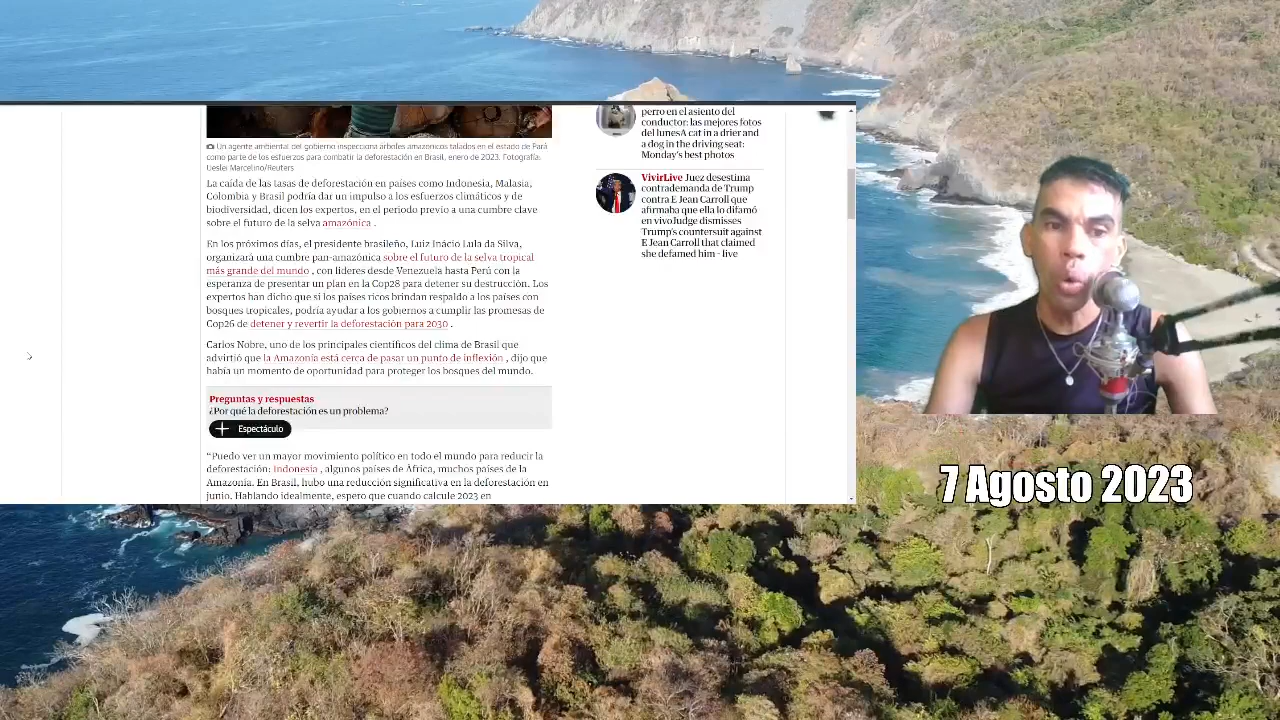 Un agente ambiental del gobierno inspecciona árboles amazónicos talados en el estado de Pará
como parte de los esfuerzos para combatir la deforestación en Brasil, enero de 2023. Fotografía:
Ueslei Marcelino/Reuters
La caída de las tasas de deforestación en países como Indonesia, Malasia,
Colombia y Brasil podría dar un impulso a los esfuerzos climáticos y de
biodiversidad, dicen los expertos, en el período previo a una cumbre clave
sobre el futuro de la selva amazónica .
En los próximos días, el presidente brasileño, Luiz Inácio Lula da Silva,
organizará una cumbre pan-amazónica sobre el futuro de la selva tropical
más grande del mundo , con líderes desde Venezuela hasta Perú con la
esperanza de presentar un plan en la Cop28 para detener su destrucción. Los
expertos han dicho que si los países ricos brindan respaldo a los países con
bosques tropicales, podría ayudar a los gobiernos a cumplir las promesas de
Cop26 de detener y revertir la deforestación para 2030 .
Carlos Nobre, uno de los principales científicos del clima de Brasil que
advirtió que la Amazonía está cerca de pasar un punto de inflexión , dijo que
había un momento de oportunidad para proteger los bosques del mundo.
Preguntas y respuestas
¿Por qué la deforestación es un problema?
Espectáculo
“Puedo ver un mayor movimiento político en todo el mundo para reducir la
deforestación: Indonesia , algunos países de África, muchos países de la
Amazonía. En Brasil, hubo una reducción significativa en la deforestación en
junio. Hablando idealmente, espero que cuando calcule 2023 en
perro en el asiento del
conductor: las mejores fotos
del lunesA cat in a drier and
a dog in the driving seat:
Monday's best photos
VivirLive Juez desestima
contrademanda de Trump
contra E Jean Carroll que
afirmaba que ella lo difamó
en vivoJudge dismisses
Trump's countersuit against
E Jean Carroll that claimed
she defamed him - live
7 Agosto 2023